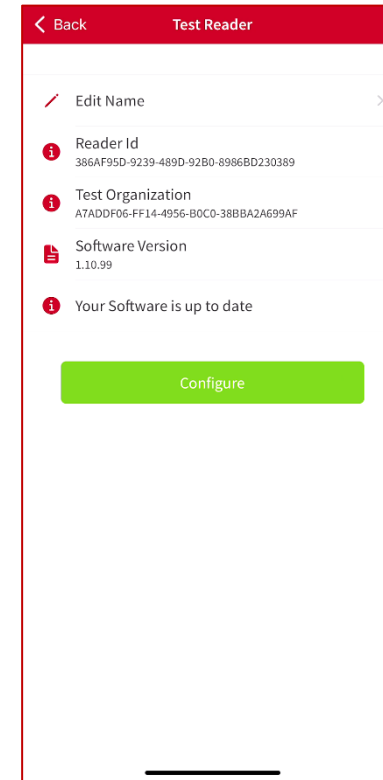 Back
Test Reader
Edit Name
Reader Id
386AF95D-9239-489D-92B0-8986BD230389
Test Organization
A7ADDF06-FF14-4956-B0C0-38BBA2A699AF
Software Version
1.10.99
Your Software is up to date
Configure